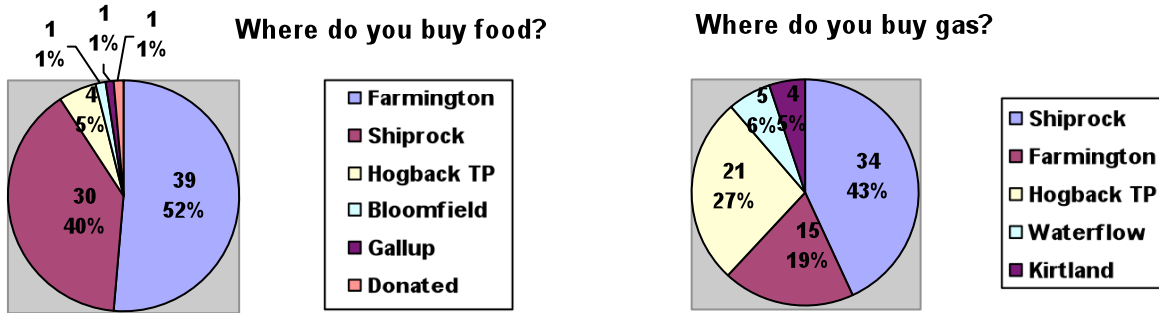 Where do you buy food?
1
1%
1
1%
1
1%
4
5%
30
40%
39
52%
Farmington
Shiprock
Hogback TP
Bloomfield
Gallup
Donated
Where do you buy gas?
5
6%
4
5%
21
27%
34
43%
15
19%
Shiprock
Farmington
Hogback TP
Waterflow
Kirtland